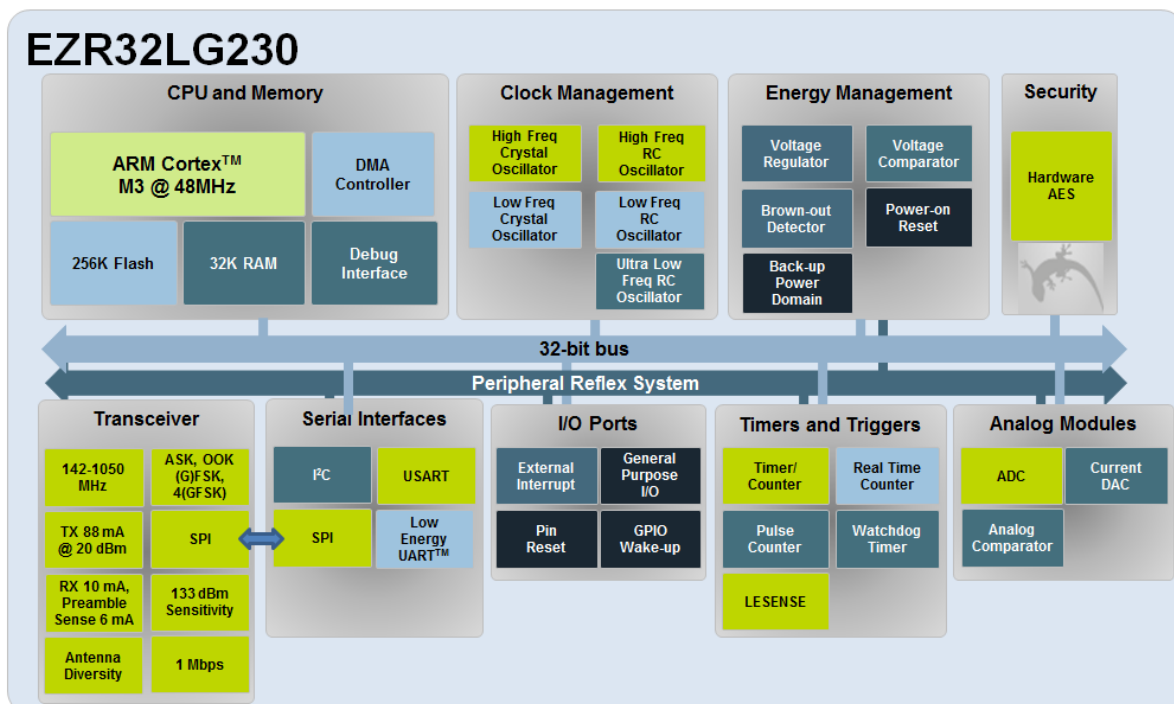 EZR32LG230
CPU and Memory
ARM Cortex™
M3 @ 48MHz
DMA
Controller
256K Flash
32K RAM
Debug
Interface
Clock Management
High Freq
Crystal
Oscillator
High Freq
RC
Oscillator
Low Freq
Crystal
Oscillator
Low Freq
RC
Oscillator
Ultra Low
Freq RC
Oscillator
Energy Management
Voltage
Regulator
Voltage
Comparator
Brown-out
Detector
Power-on
Reset
Back-up
Power
Domain
Security
Hardware
AES
32-bit bus
Peripheral Reflex System
Transceiver
142-1050
MHz
ASK, OOK
(G)FSK,
4(GFSK)
TX 88 mA
@ 20 dBm
SPI
RX 10 mA,
Preamble
Sense 6 mA
133 dBm
Sensitivity
Antenna
Diversity
1 Mbps
Serial Interfaces
I²C
USART
SPI
Low
Energy
UART™
I/O Ports
External
Interrupt
General
Purpose
I/O
Pin
Reset
GPIO
Wake-up
Timers and Triggers
Timer/
Counter
Real Time
Counter
Pulse
Counter
Watchdog
Timer
LESENSE
Analog Modules
ADC
Current
DAC
Analog
Comparator